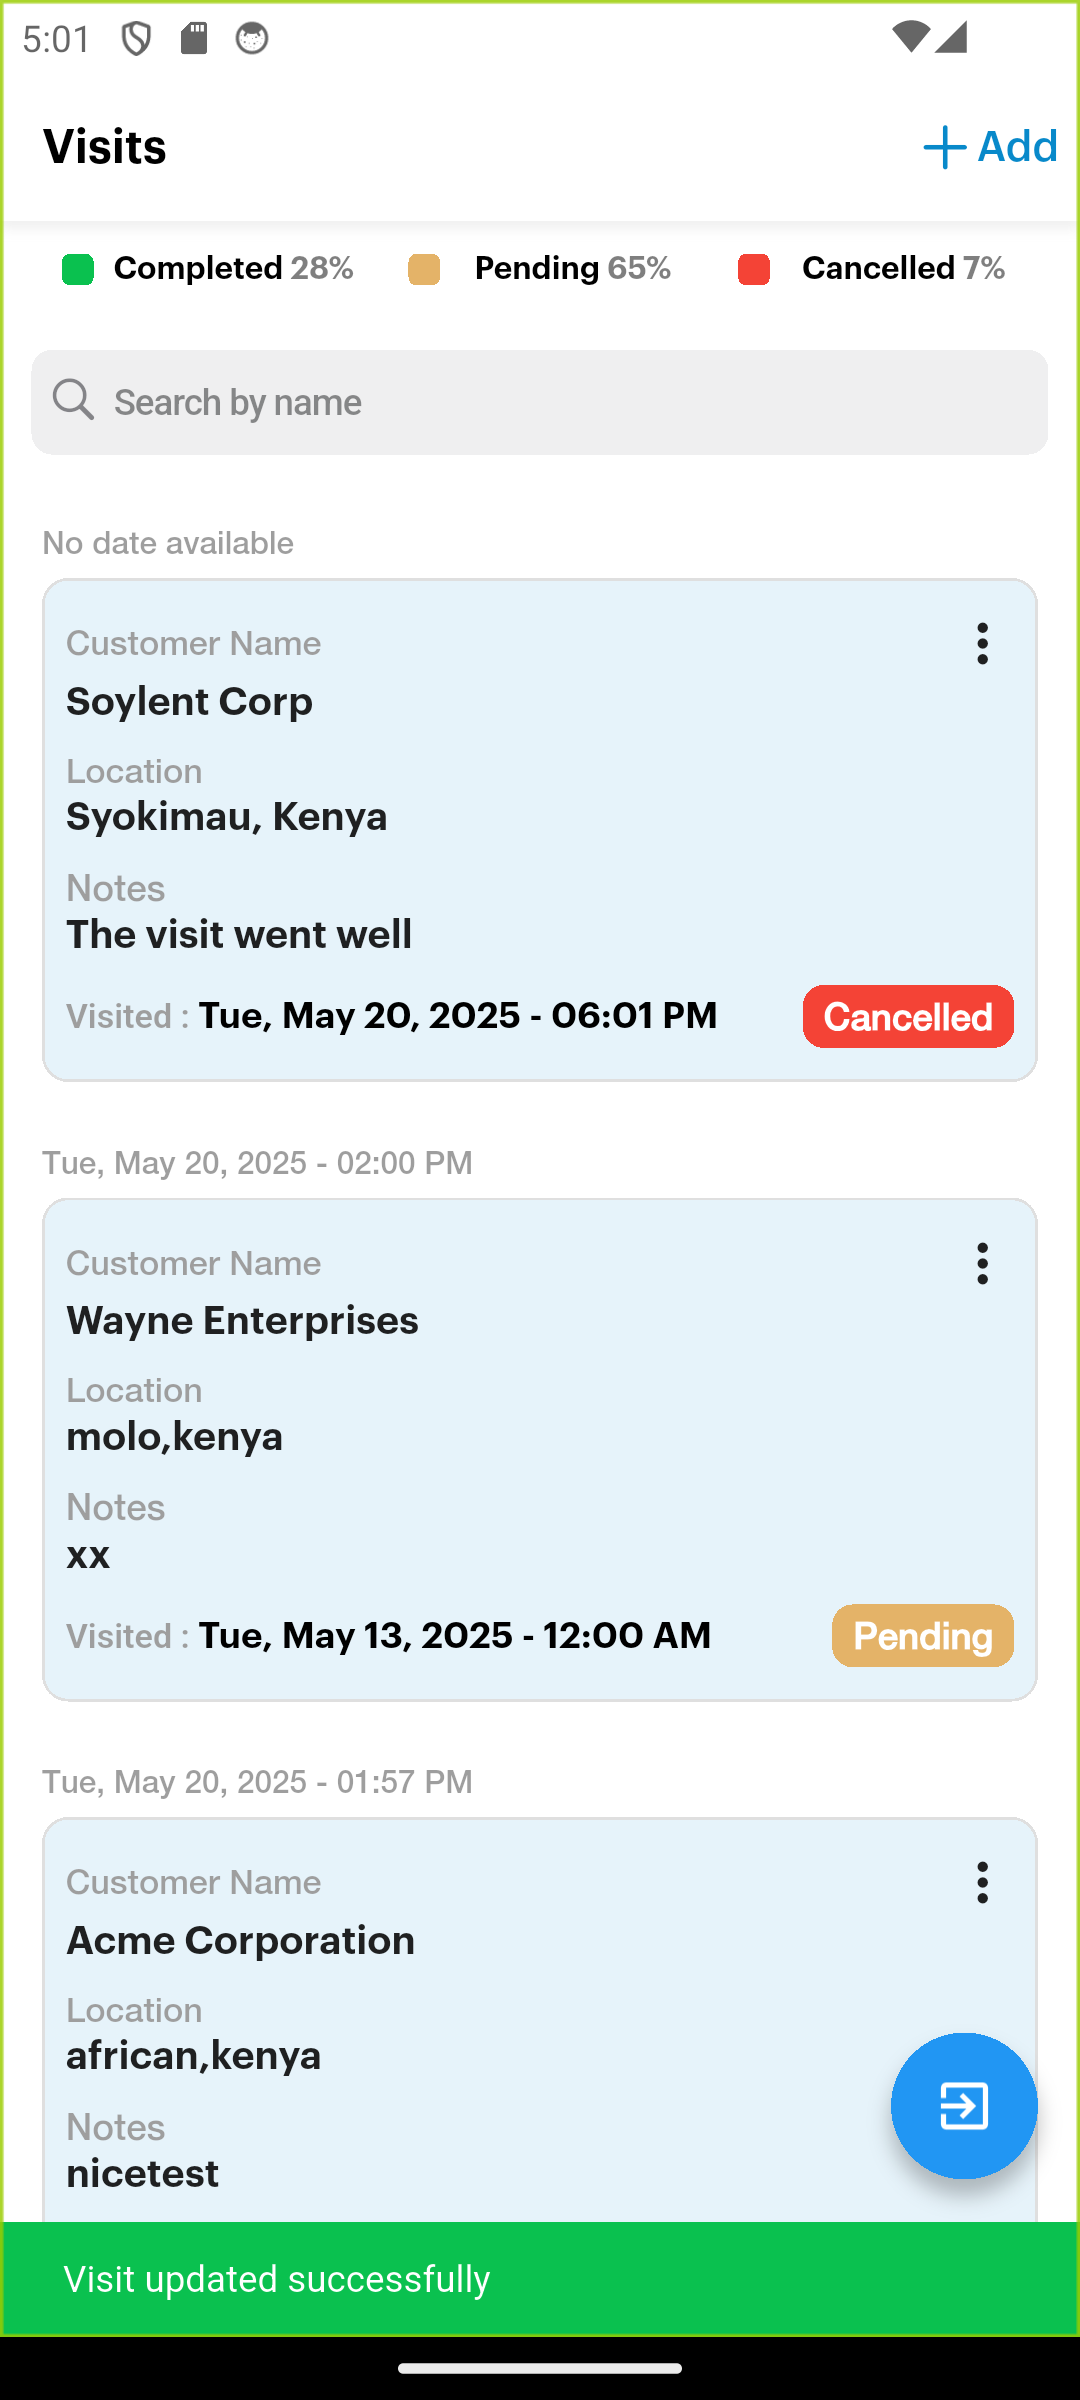 5:01
Visits
Add
Completed 28% Pending 65% Cancelled 7%
Search by name
No date available
Customer Name
Soylent Corp
Location
Syokimau, Kenya
Notes
The visit went well
Visited : Tue, May 20, 2025 - 06:01 PM Cancelled
Tue, May 20, 2025 - 02:00 PM
Customer Name
Wayne Enterprises
Location
molo,kenya
Notes
xx
Visited : Tue, May 13, 2025 - 12:00 AM Pending
Tue, May 20, 2025 - 01:57 PM
Customer Name
Acme Corporation
Location
african,kenya
Notes
nicetest
Visit updated successfully